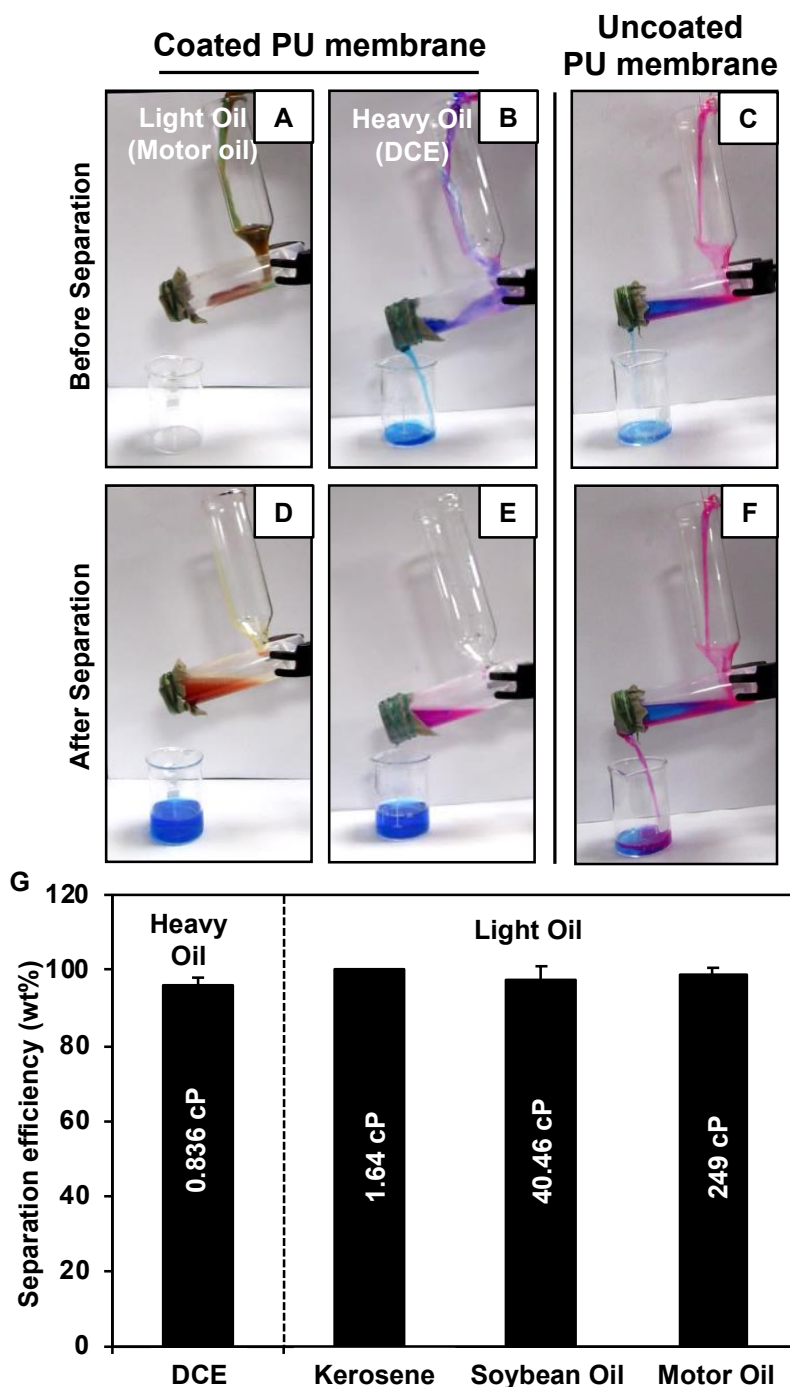 Coated PU membrane
Uncoated
PU membrane
Before Separation
Light Oil
(Motor oil)
A
Heavy Oil
(DCE)
B
C
After Separation
D
E
F
G
Separation efficiency (wt%)
120
100
80
60
40
20
0
Heavy
Oil
Light Oil
0.836 cP
1.64 cP
40.46 cP
249 cP
DCE
Kerosene
Soybean Oil
Motor Oil